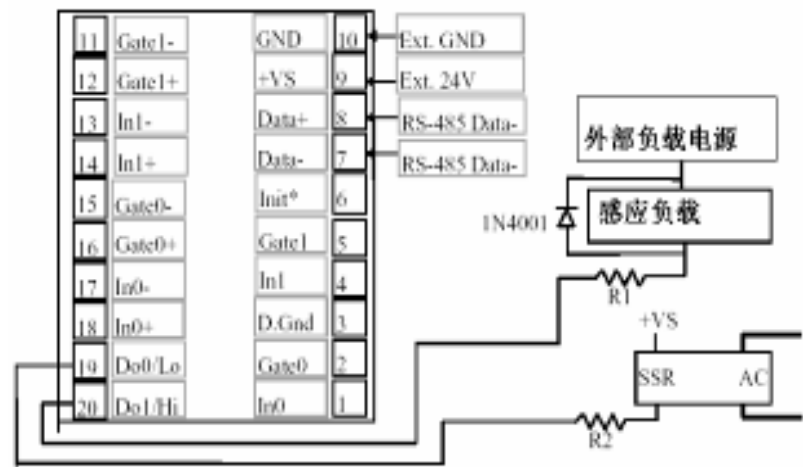 11 Gate1- GND 10 Ext. GND
12 Gate1+ +VS 9 Ext. 24V
13 In1- Data+ 8 RS-485 Data-
14 In1+ Data- 7 RS-485 Data-
15 Gate0- Init* 6
16 Gate0+ Gate1 5
17 In0- In1 4
18 In0+ D.Gnd 3
19 Do0/Lo Gate0 2
20 Do1/Hi In0 1
外部负载电源
1N4001
感应负载
R1
+VS
SSR AC
R2